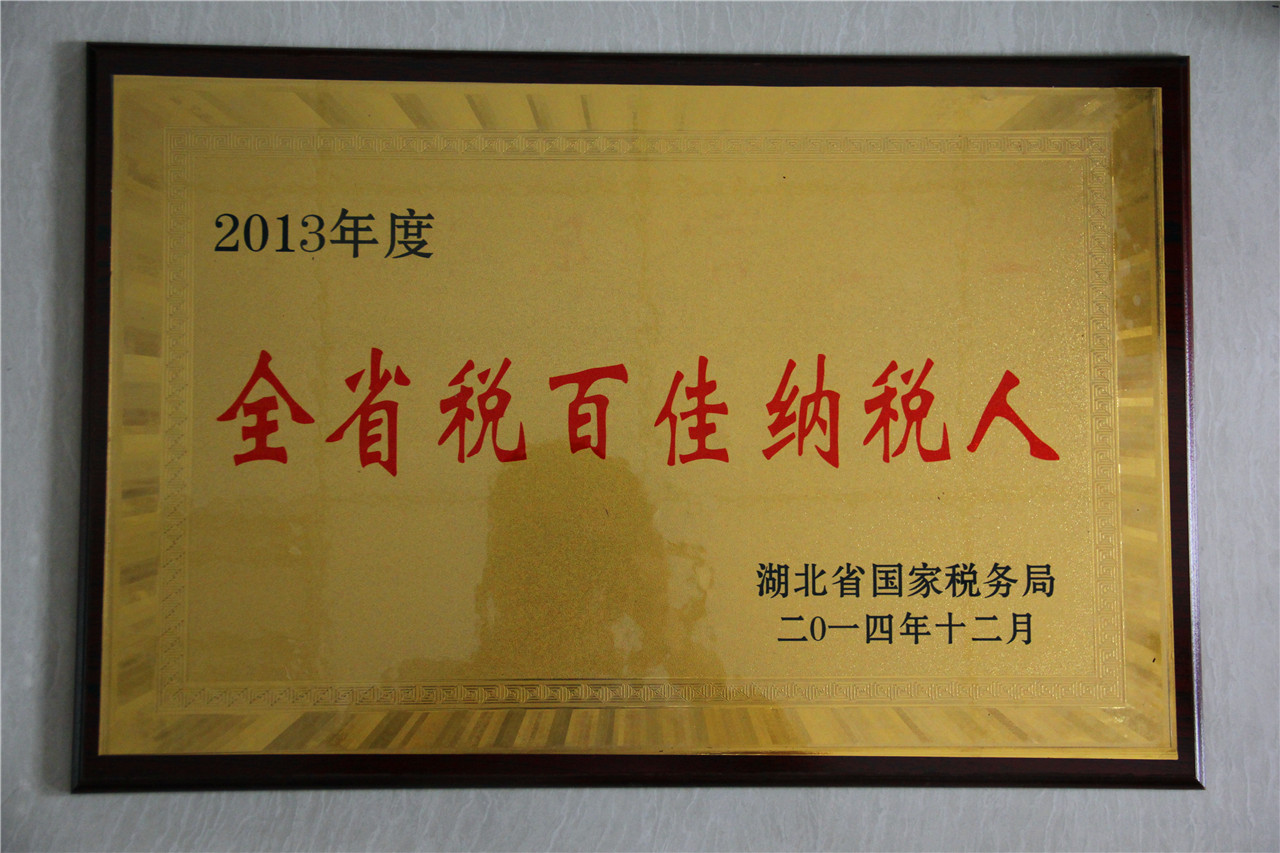 2013年度
全省税百佳纳税人
湖北省国家税务局
二0一四年十二月